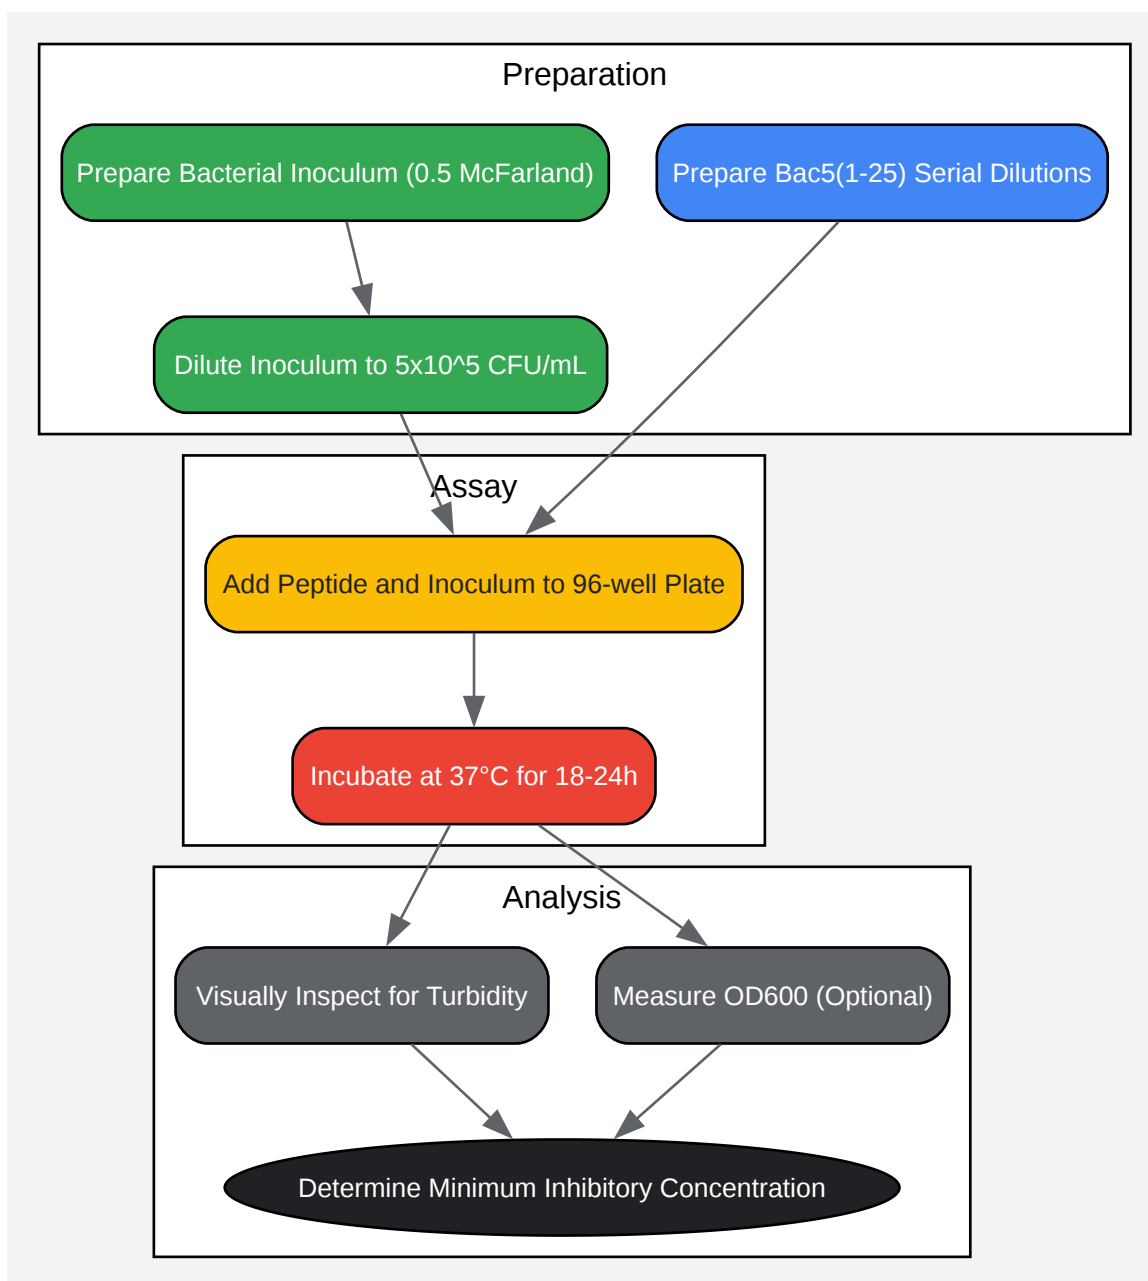 Preparation
Prepare Bacterial Inoculum (0.5 McFarland)
Prepare Bac5(1-25) Serial Dilutions
Dilute Inoculum to 5x10^5 CFU/mL
Assay
Add Peptide and Inoculum to 96-well Plate
Incubate at 37°C for 18-24h
Analysis
Visually Inspect for Turbidity
Measure OD600 (Optional)
Determine Minimum Inhibitory Concentration